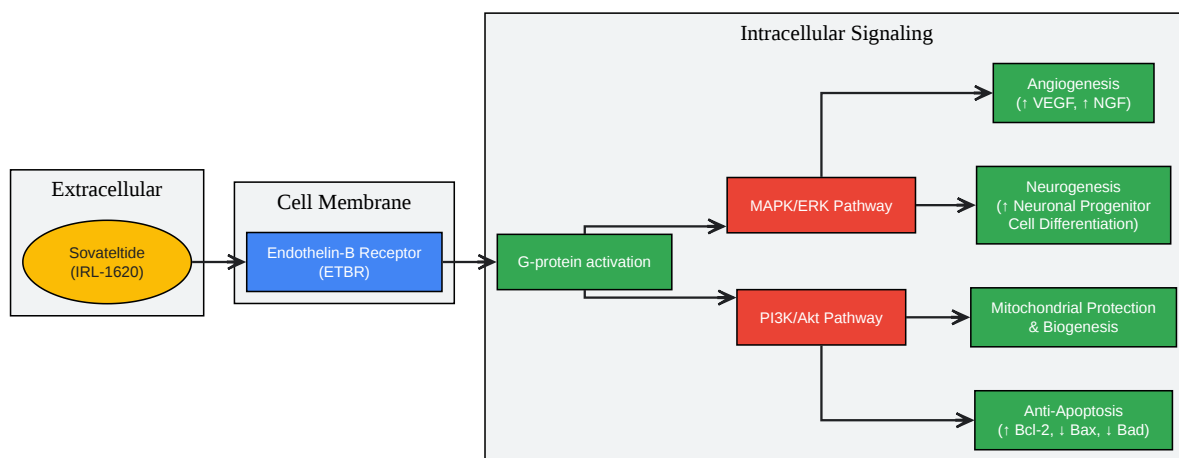 Extracellular
Sovateltide
(IRL-1620)
Cell Membrane
Endothelin-B Receptor
(ETBR)
Intracellular Signaling
G-protein activation
MAPK/ERK Pathway
PI3K/Akt Pathway
Angiogenesis
(↑ VEGF, ↑ NGF)
Neurogenesis
(↑ Neuronal Progenitor
Cell Differentiation)
Mitochondrial Protection
& Biogenesis
Anti-Apoptosis
(↑ Bcl-2, ↓ Bax, ↓ Bad)